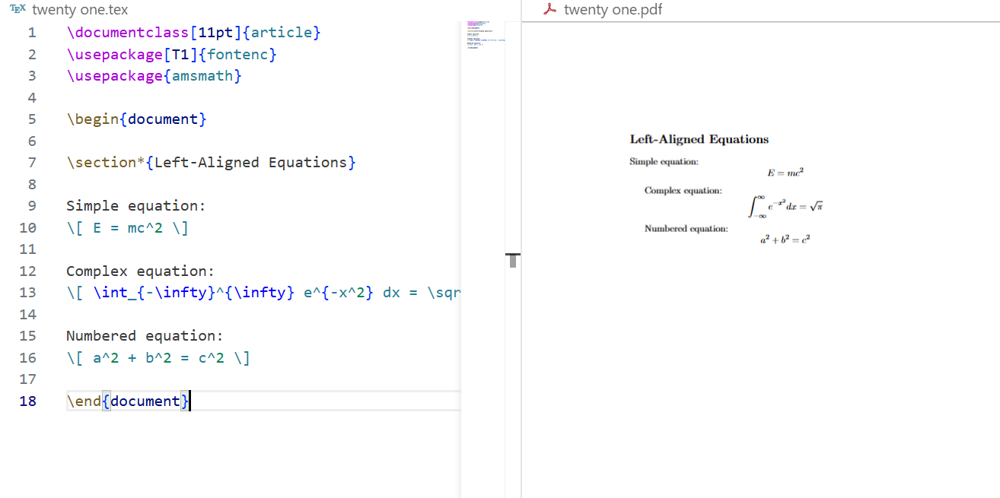 TEX twenty one.tex
twenty one.pdf
1 \documentclass[11pt]{article}
2 \usepackage[T1]{fontenc}
3 \usepackage{amsmath}
4
5 \begin{document}
6
7 \section*{Left-Aligned Equations}
8
9 Simple equation:
10 \[ E = mc^2 \]
11
12 Complex equation:
13 \[ \int_{-\infty}^{\infty} e^{-x^2} dx = \sqr
14
15 Numbered equation:
16 \[ a^2 + b^2 = c^2 \]
17
18 \end{document}
Left-Aligned Equations
Simple equation:
E = mc²
Complex equation:
∫_{-∞}^{∞} e^{-x²} dx = √π
Numbered equation:
a² + b² = c²